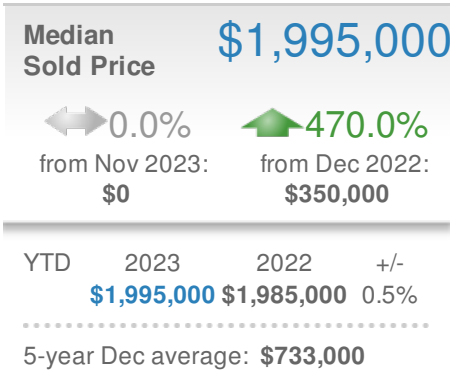 Median
Sold Price
$1,995,000
0.0%
470.0%
from Nov 2023:
from Dec 2022:
$0
$350,000
YTD 2023 2022 +/-
$1,995,000 $1,985,000 0.5%
5-year Dec average: $733,000